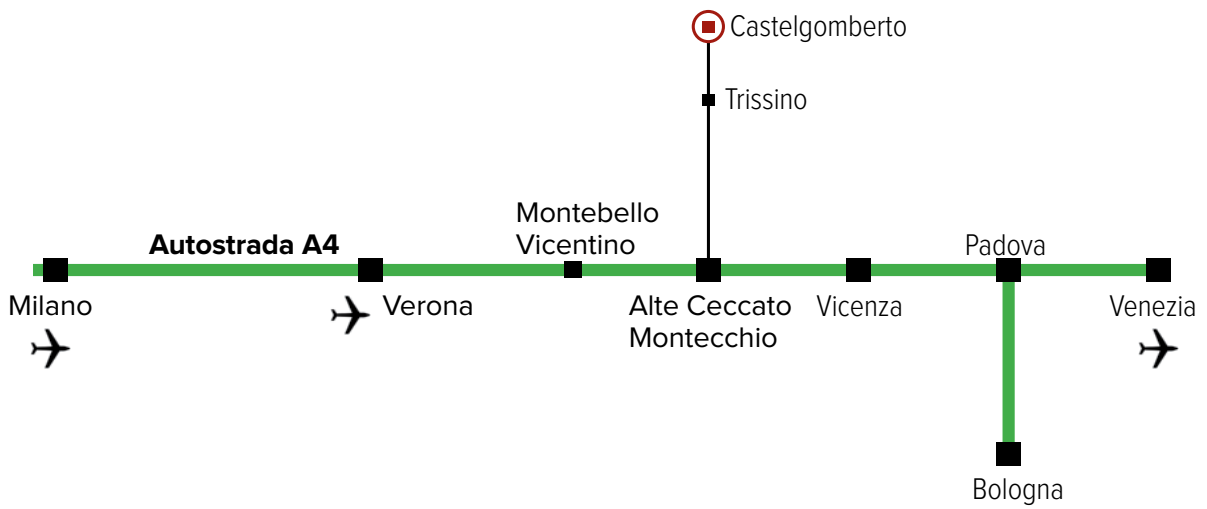 Castelgomberto
Trissino
Montebello
Vicentino
Autostrada A4
Padova
Milano
Verona
Alte Ceccato
Montecchio
Vicenza
Venezia
Bologna